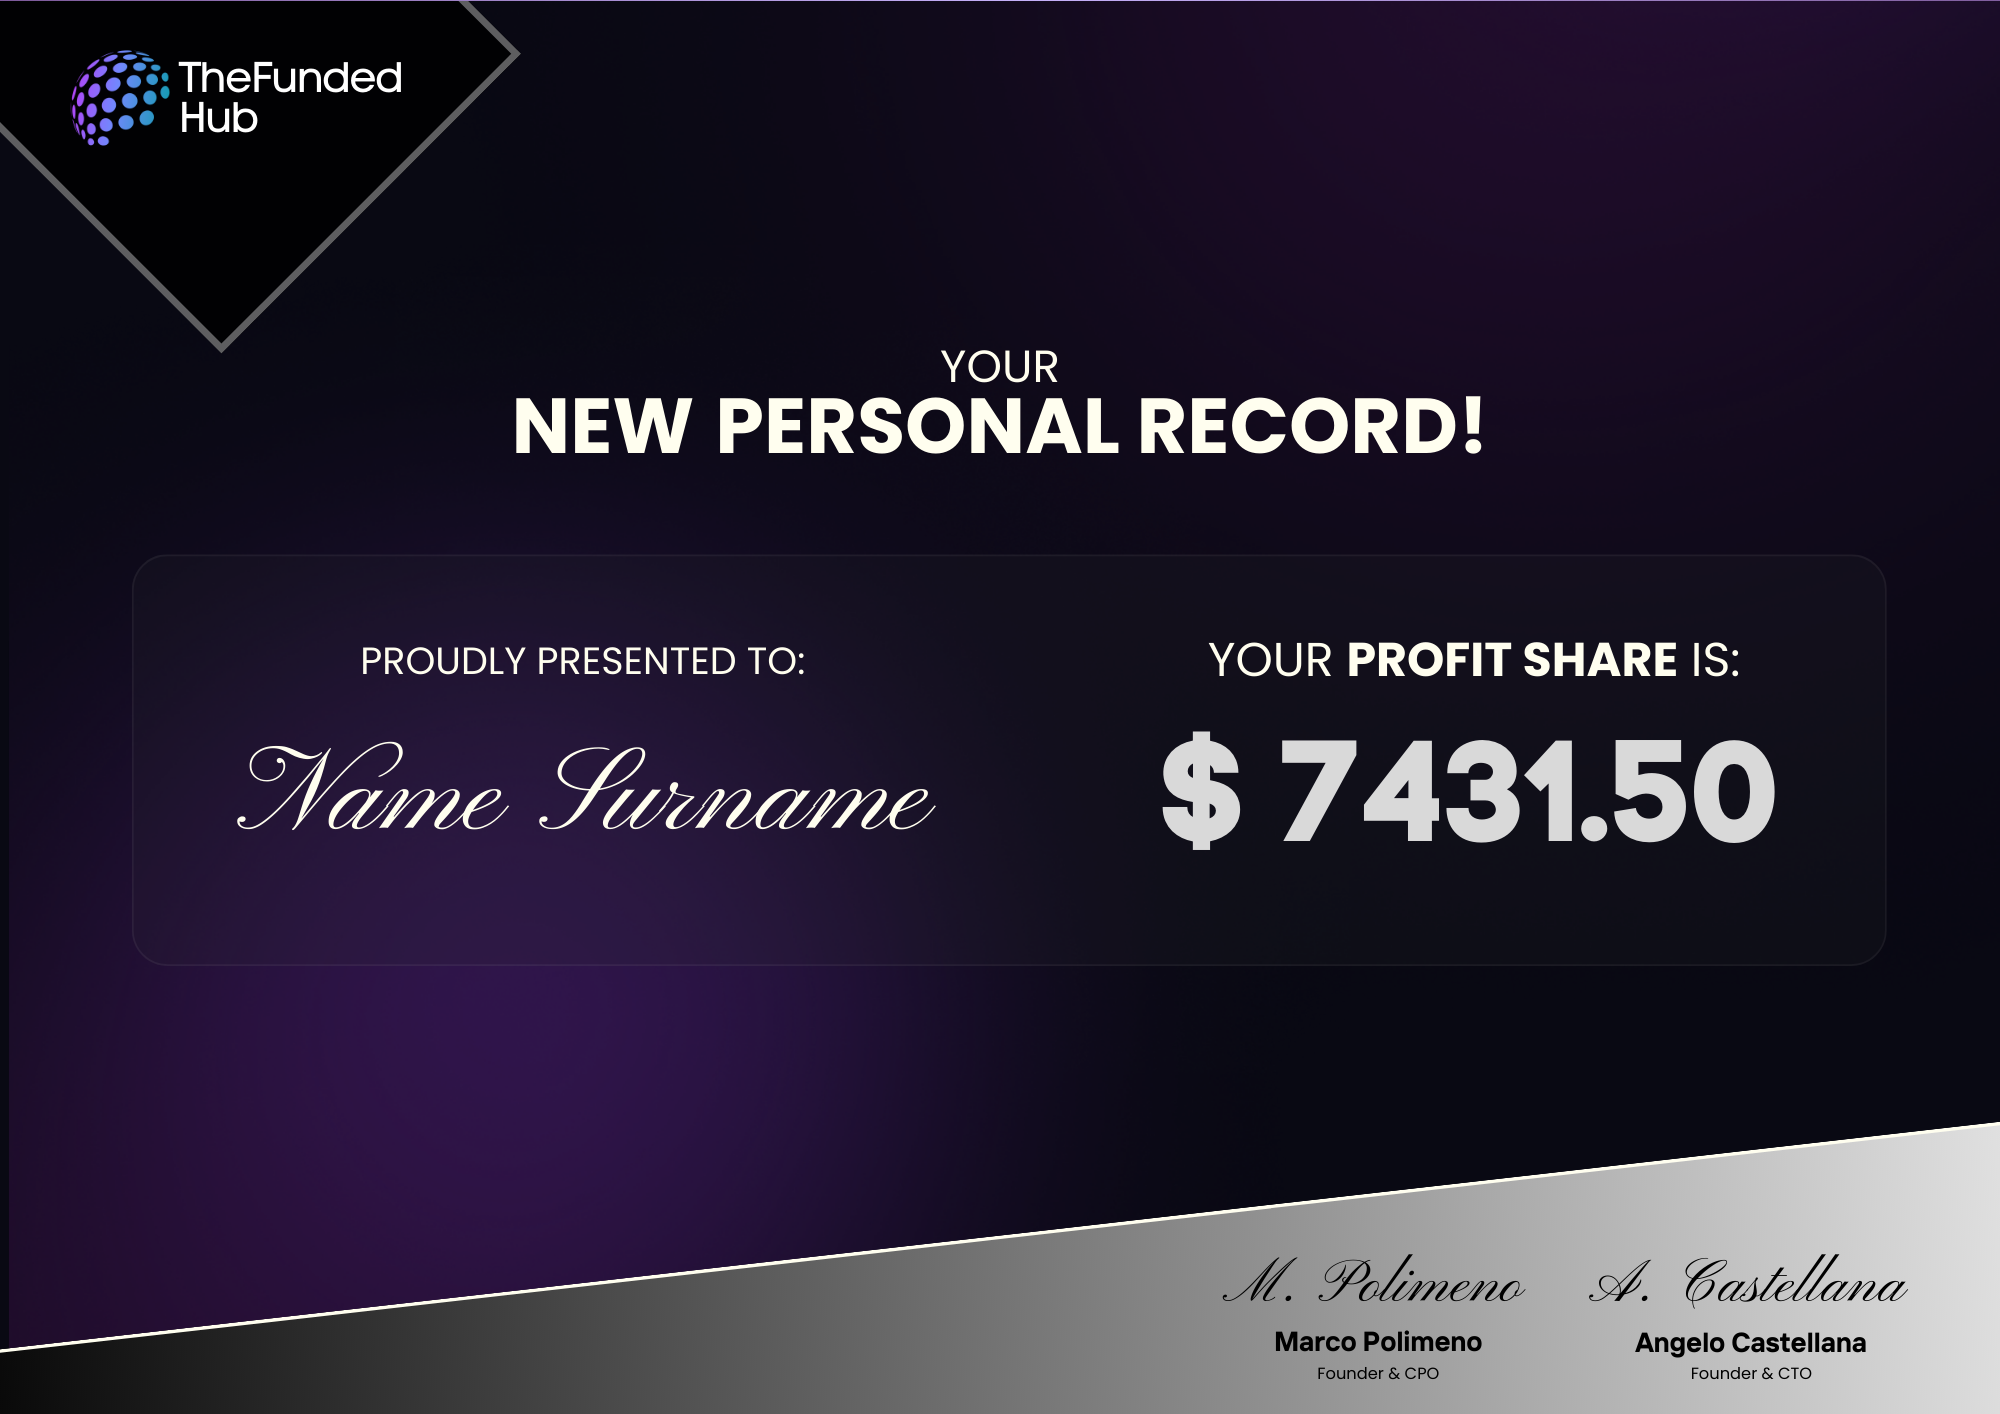 TheFunded
Hub
YOUR
NEW PERSONAL RECORD!
PROUDLY PRESENTED TO:
Name Surname
YOUR PROFIT SHARE IS:
$ 7431.50
M. Polimeno
Marco Polimeno
Founder & CPO
A. Castellana
Angelo Castellana
Founder & CTO